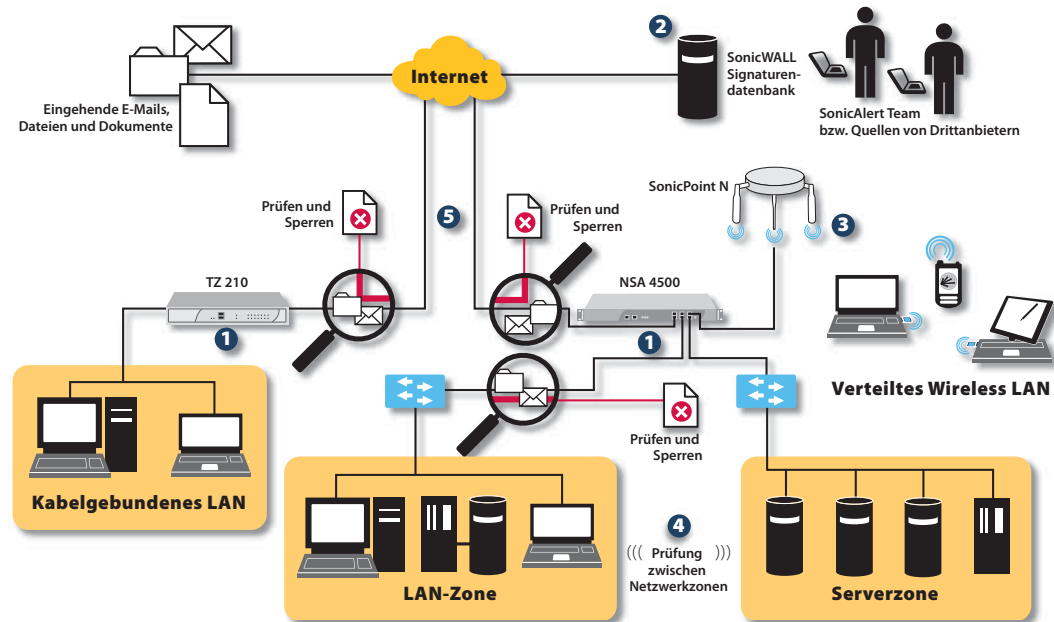 Internet
2
SonicWALL
Signaturen-
datenbank
Eingehende E-Mails,
Dateien und Dokumente
SonicAlert Team
bzw. Quellen von Drittanbietern
SonicPoint N
3
Prüfen und
Sperren
5
Prüfen und
Sperren
TZ 210
1
NSA 4500
1
Verteiltes Wireless LAN
Prüfen und
Sperren
Kabelgebundenes LAN
4
((( Prüfung )))
zwischen
Netzwerkzonen
LAN-Zone
Serverzone